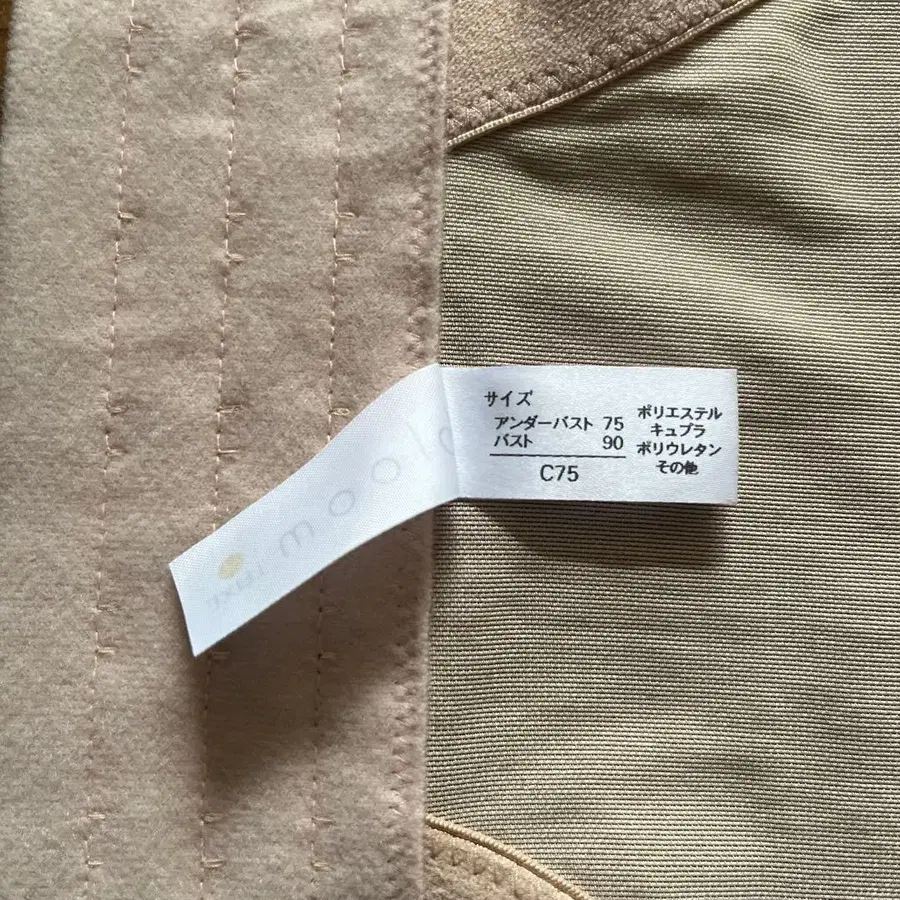 サイズ
アンダーバスト 75
バスト 90
C75
ポリエステル
キュプラ
ポリウレタン
その他